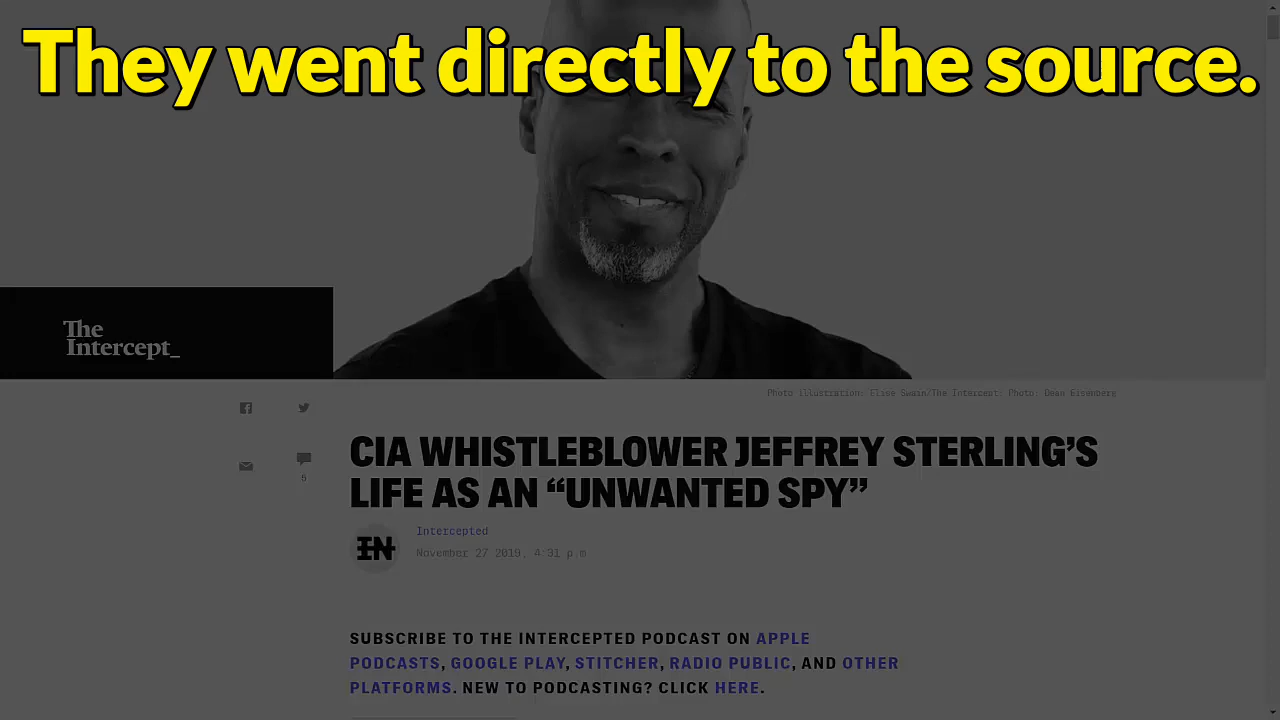 They went directly to the source.
The
Intercept_
Photo illustration: Elise Swain/The Intercept: Photo: Dean Eisenberg
CIA WHISTLEBLOWER JEFFREY STERLING’S
LIFE AS AN “UNWANTED SPY”
IN
Intercepted
November 27 2019, 4:31 p.m
6
SUBSCRIBE TO THE INTERCEPTED PODCAST ON APPLE
PODCASTS, GOOGLE PLAY, STITCHER, RADIO PUBLIC, AND OTHER
PLATFORMS. NEW TO PODCASTING? CLICK HERE.